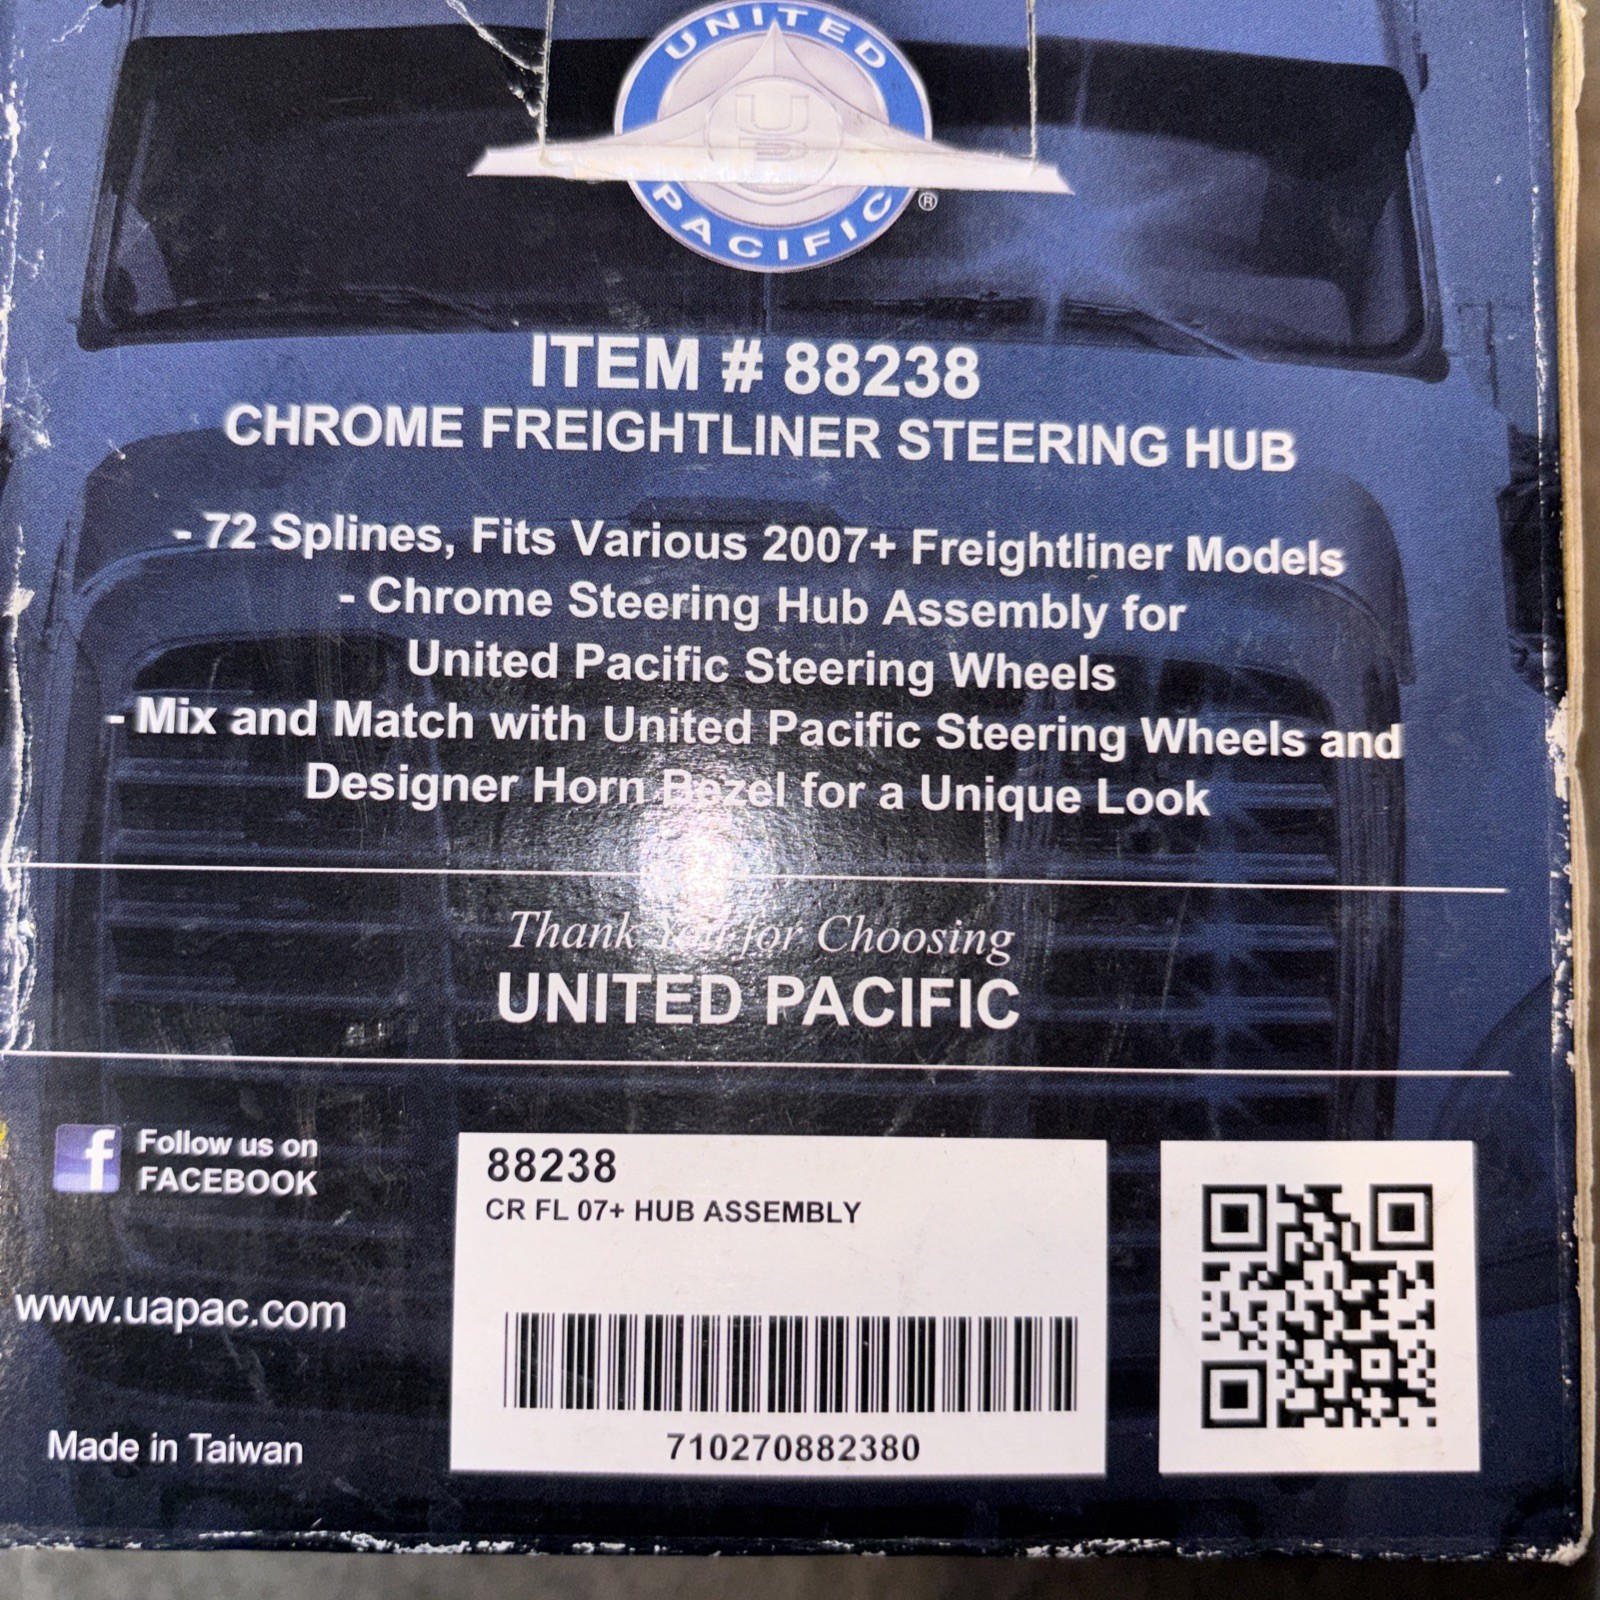 UNITED
UP
PACIFIC®
ITEM # 88238
CHROME FREIGHTLINER STEERING HUB
- 72 Splines, Fits Various 2007+ Freightliner Models
- Chrome Steering Hub Assembly for
United Pacific Steering Wheels
- Mix and Match with United Pacific Steering Wheels and
Designer Horn Bezel for a Unique Look
Thank You for Choosing
UNITED PACIFIC
f Follow us on
FACEBOOK
www.uapac.com
Made in Taiwan
88238
CR FL 07+ HUB ASSEMBLY
710270882380